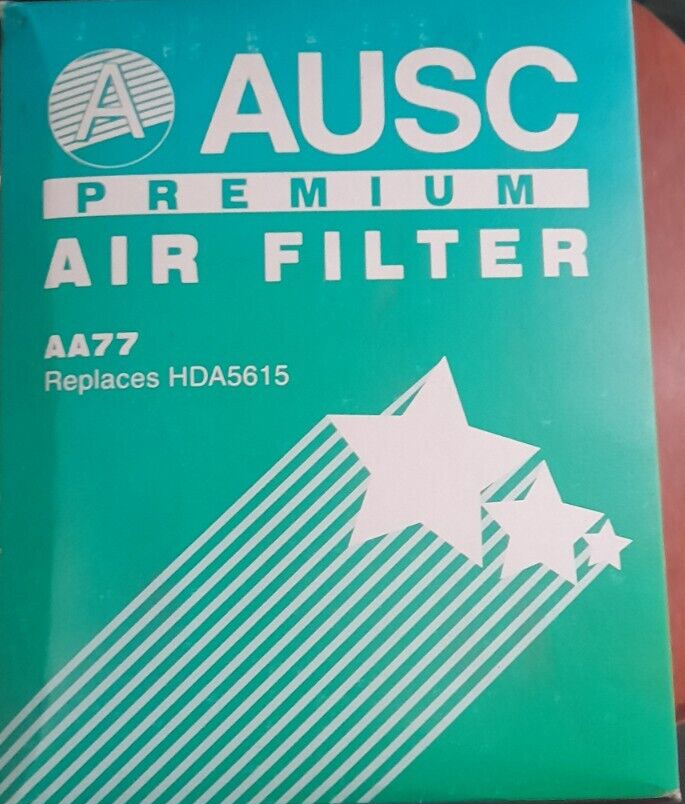 A AUSC
PREMIUM
AIR FILTER
AA77
Replaces HDA5615